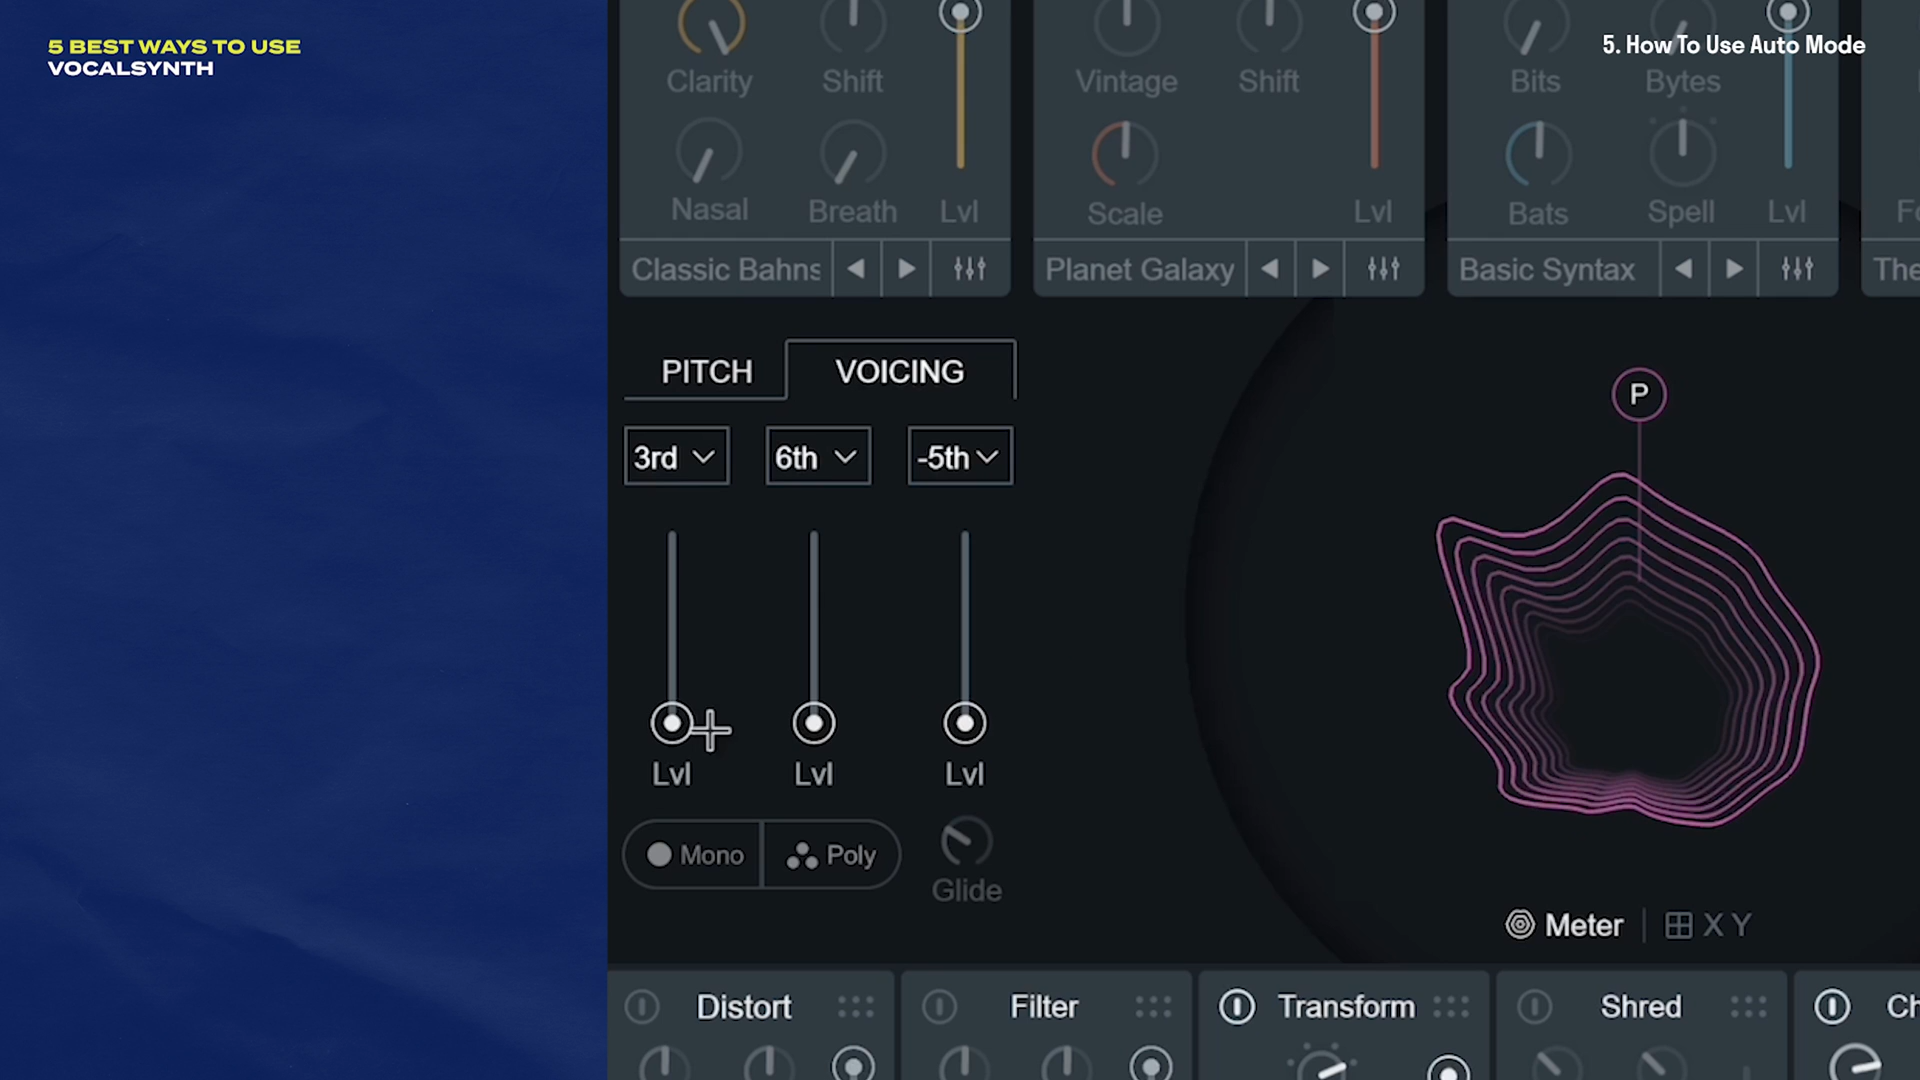 5 BEST WAYS TO USE
VOCALSYNTH
5. How To Use Auto Mode
Clarity Shift
Nasal Breath Lvl
Classic Bahns
Vintage Shift
Scale Lvl
Planet Galaxy
Bits Bytes
Bats Spell Lvl
Basic Syntax
The
PITCH VOICING
3rd 6th -5th
Lvl Lvl Lvl
Mono Poly
Glide
P
Meter X Y
Distort Filter Transform Shred Ch